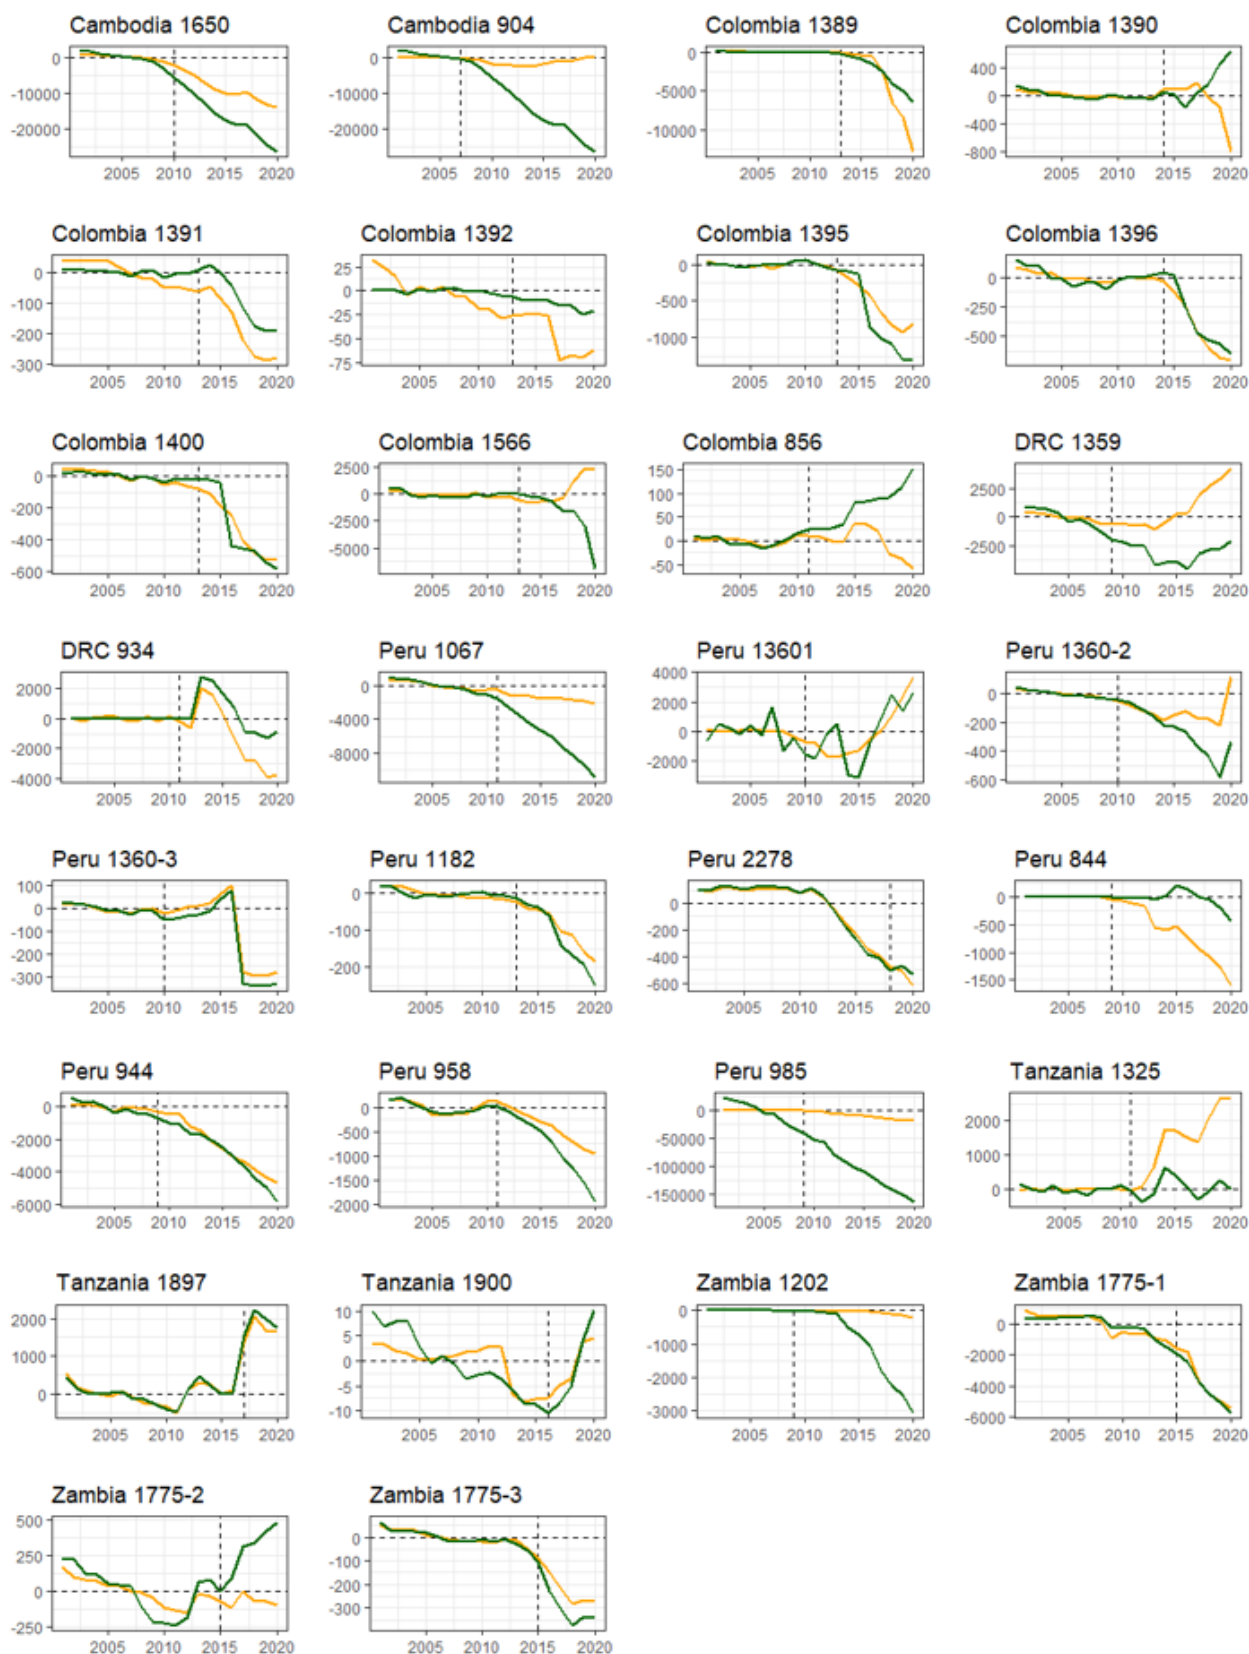 Cambodia 1650
0
-10000
-20000
2005 2010 2015 2020
Cambodia 904
0
-10000
-20000
2005 2010 2015 2020
Colombia 1389
0
-5000
-10000
2005 2010 2015 2020
Colombia 1390
400
0
-400
-800
2005 2010 2015 2020
Colombia 1391
0
-100
-200
-300
2005 2010 2015 2020
Colombia 1392
25
0
-25
-50
-75
2005 2010 2015 2020
Colombia 1395
0
-500
-1000
2005 2010 2015 2020
Colombia 1396
0
-250
-500
2005 2010 2015 2020
Colombia 1400
0
-200
-400
-600
2005 2010 2015 2020
Colombia 1566
2500
0
-2500
-5000
2005 2010 2015 2020
Colombia 856
150
100
50
0
-50
2005 2010 2015 2020
DRC 1359
2500
0
-2500
2005 2010 2015 2020
DRC 934
2000
0
-2000
-4000
2005 2010 2015 2020
Peru 1067
0
-4000
-8000
2005 2010 2015 2020
Peru 13601
4000
2000
0
-2000
2005 2010 2015 2020
Peru 1360-2
0
-200
-400
-600
2005 2010 2015 2020
Peru 1360-3
100
0
-100
-200
-300
2005 2010 2015 2020
Peru 1182
0
-100
-200
2005 2010 2015 2020
Peru 2278
0
-200
-400
-600
2005 2010 2015 2020
Peru 844
0
-500
-1000
-1500
2005 2010 2015 2020
Peru 944
0
-2000
-4000
-6000
2005 2010 2015 2020
Peru 958
0
-500
-1000
-1500
-2000
2005 2010 2015 2020
Peru 985
0
-50000
-100000
-150000
2005 2010 2015 2020
Tanzania 1325
2000
1000
0
2005 2010 2015 2020
Tanzania 1897
2000
1000
0
2005 2010 2015 2020
Tanzania 1900
10
5
0
-5
-10
2005 2010 2015 2020
Zambia 1202
0
-1000
-2000
-3000
2005 2010 2015 2020
Zambia 1775-1
0
-2000
-4000
-6000
2005 2010 2015 2020
Zambia 1775-2
500
250
0
-250
2005 2010 2015 2020
Zambia 1775-3
0
-100
-200
-300
2005 2010 2015 2020